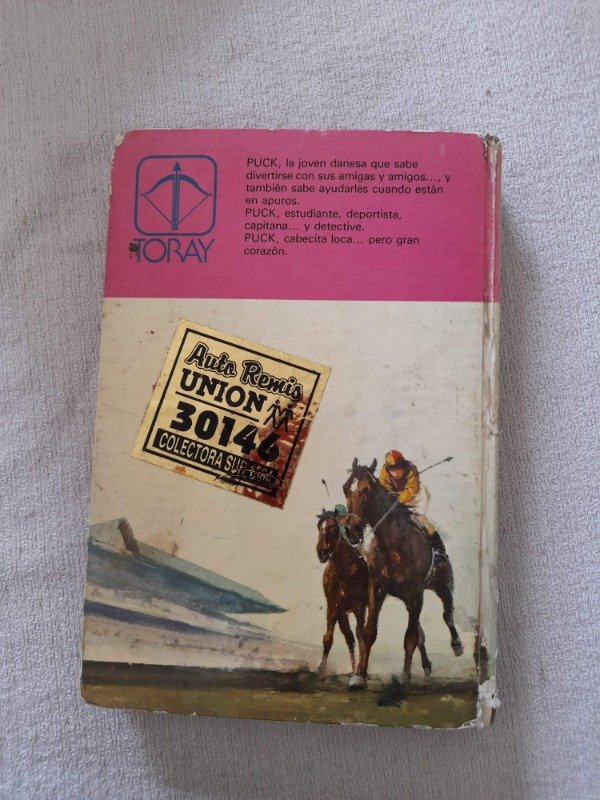 TORAY
PUCK, la joven danesa que sabe
divertirse con sus amigas y amigos..., y
también sabe ayudarles cuando están
en apuros.
PUCK, estudiante, deportista,
capitana... y detective.
PUCK, cabecita loca... pero gran
corazón.
Auto Remis
UNION
30146
COLECTORA SUR